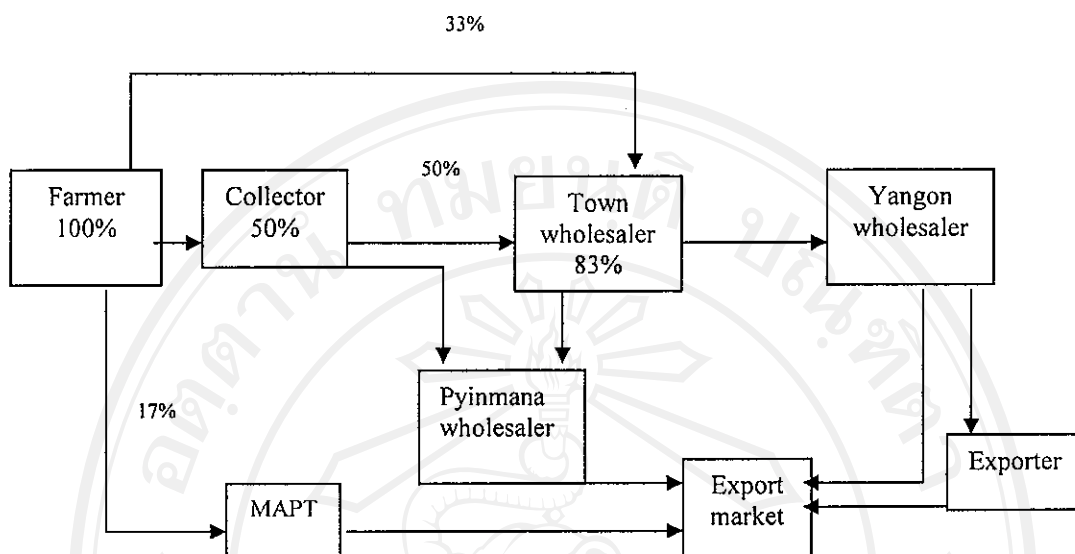 33%
Farmer
100%
Collector
50%
50%
Town
wholesaler
83%
Yangon
wholesaler
17%
Pyinmana
wholesaler
MAPT
Export
market
Exporter